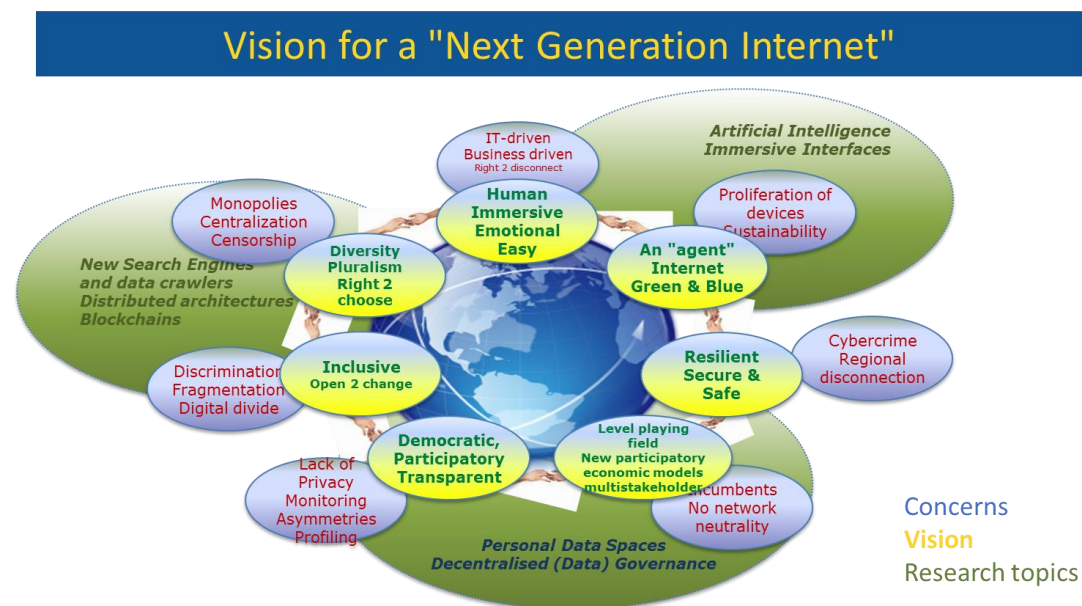 Vision for a "Next Generation Internet"
Artificial Intelligence
Immersive Interfaces
IT-driven
Business driven
Right 2 disconnect
Human
Immersive
Emotional
Easy
Proliferation of
devices
Sustainability
An "agent"
Internet
Green & Blue
Monopolies
Centralization
Censorship
Diversity
Pluralism
Right 2
choose
New Search Engines
and data crawlers
Distributed architectures
Blockchains
Cybercrime
Regional
disconnection
Resilient
Secure &
Safe
Discrimination
Fragmentation
Digital divide
Inclusive
Open 2 change
Level playing
field
New participatory
economic models
multistakeholder
Incumbents
No network
neutrality
Democratic,
Participatory
Transparent
Lack of
Privacy
Monitoring
Asymmetries
Profiling
Personal Data Spaces
Decentralised (Data) Governance
Concerns
Vision
Research topics